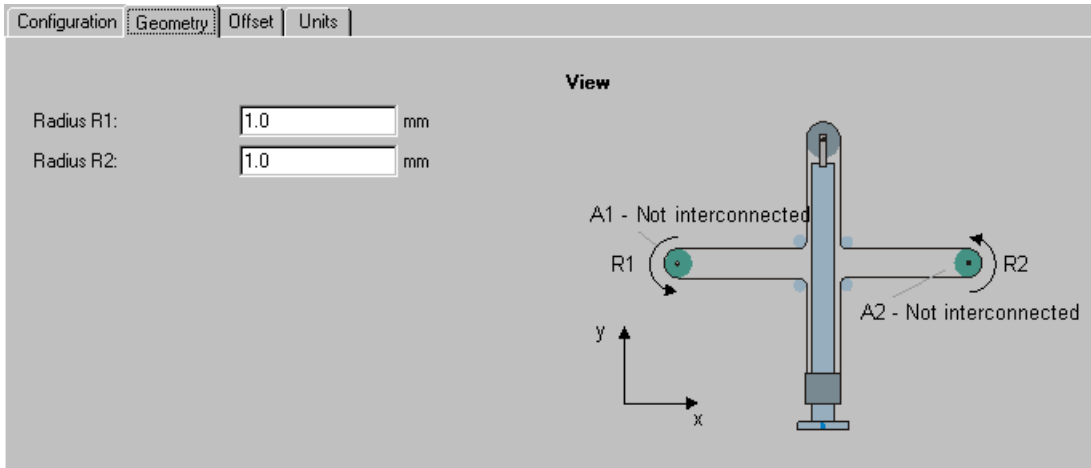 Configuration Geometry Offset Units
View
Radius R1: 1.0 mm
Radius R2: 1.0 mm
A1 - Not interconnected
R1 R2
A2 - Not interconnected
y
x